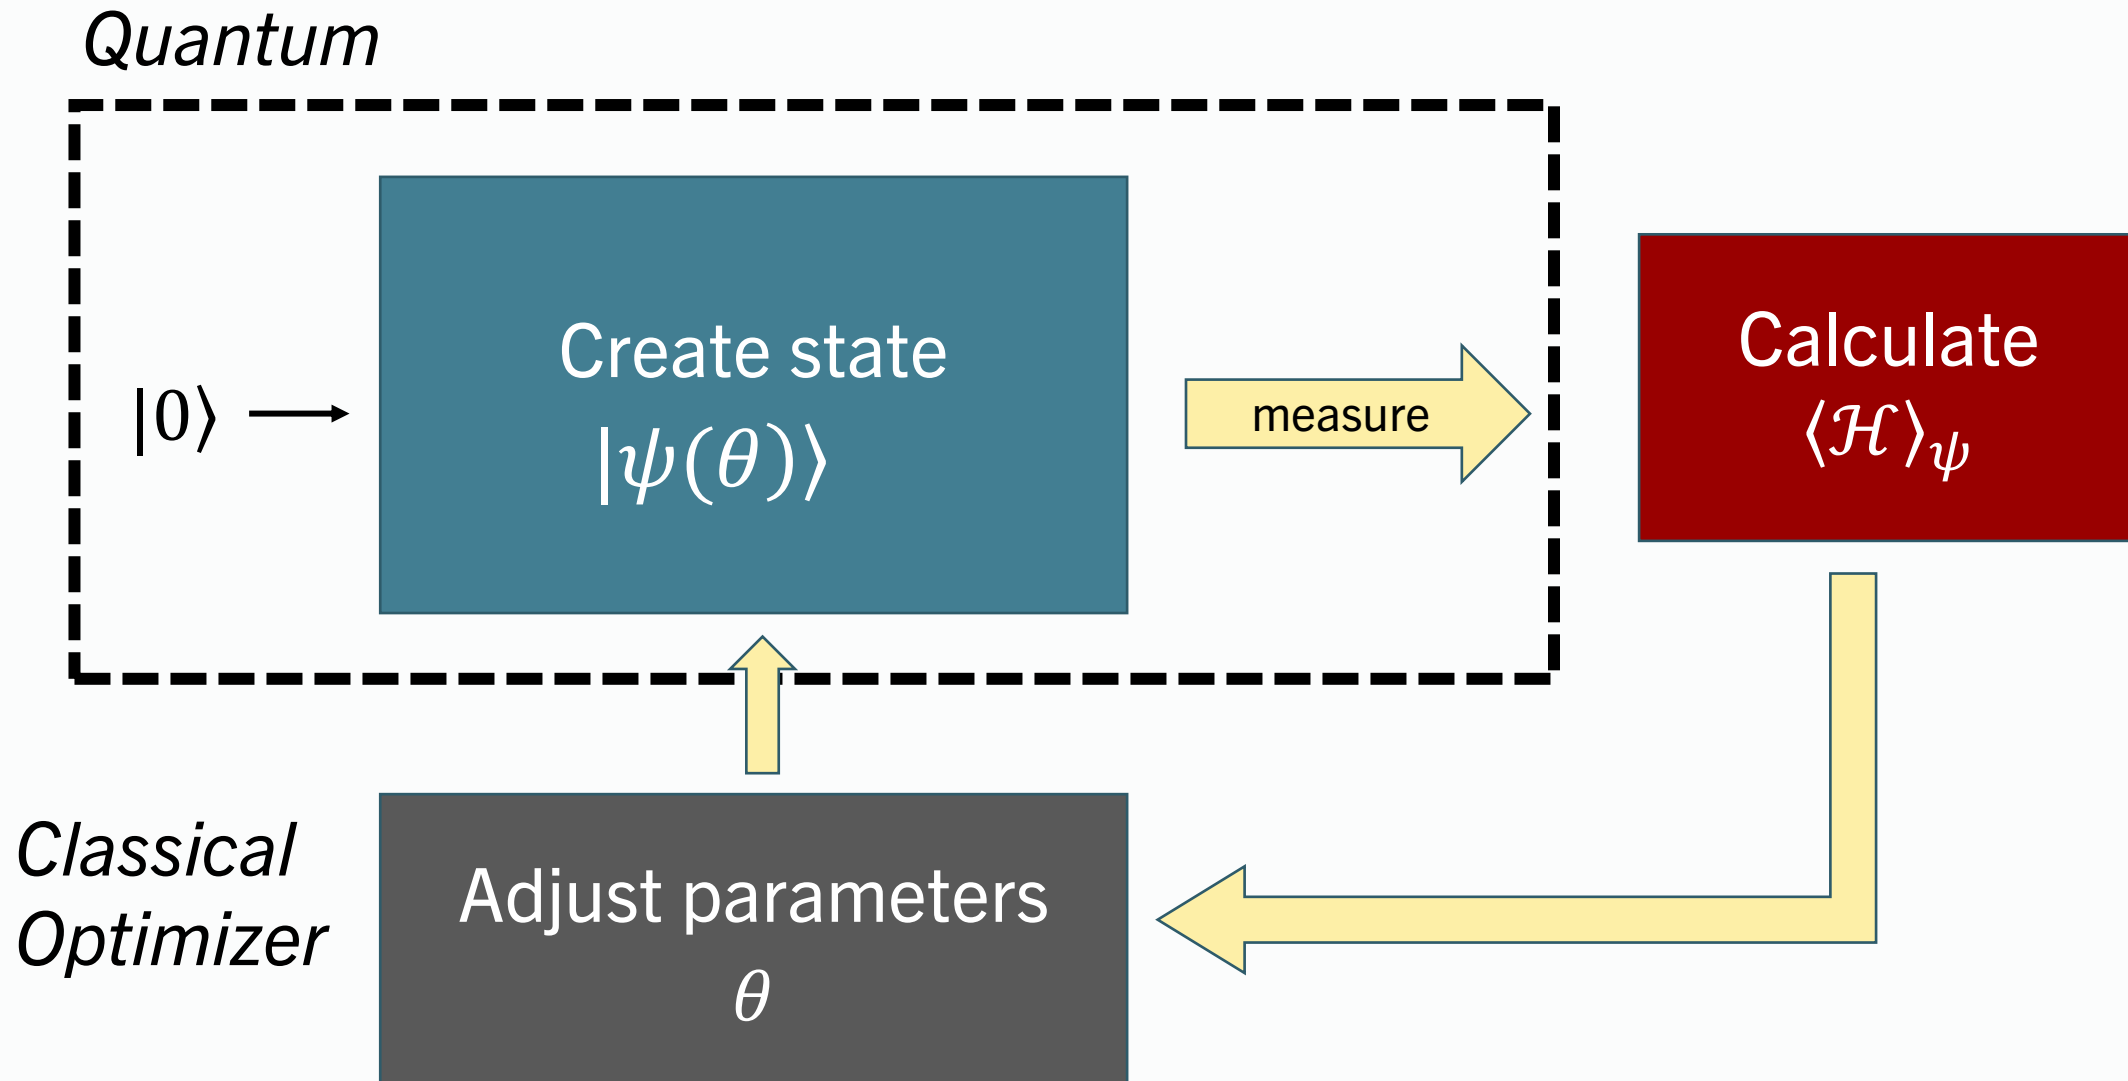 Quantum
|0⟩
Create state
|ψ(θ)⟩
measure
Calculate
⟨ℋ⟩ψ
Classical
Optimizer
Adjust parameters
θ